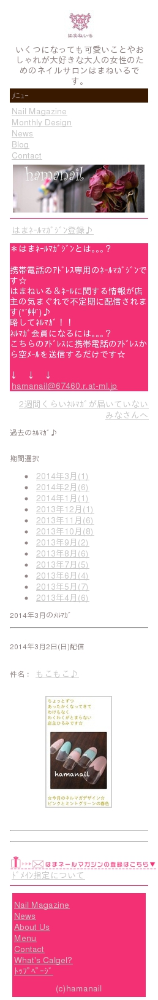 はまねいる
いくつになっても可愛いことやお
しゃれが大好きな大人の女性のた
めのネイルサロンはまねいるで
す。
ﾒﾆｭｰ
Nail Magazine
Monthly Design
News
Blog
Contact
hamanail
はまﾈｰﾙﾏｶﾞｼﾞﾝ登録♪
＊はまﾈｰﾙﾏｶﾞｼﾞﾝとは｡｡｡？
携帯電話のｱﾄﾞﾚｽ専用のﾈｰﾙﾏｶﾞｼﾞﾝで
す☆
はまねいる＆ﾈｰﾙに関する情報が店
主の気まぐれで不定期に配信されま
す(*´艸`)♪
略してﾈﾙﾏｶﾞ！！
ﾈﾙﾏｶﾞ会員になるには｡｡｡？
こちらのｱﾄﾞﾚｽに携帯電話のｱﾄﾞﾚｽか
ら空ﾒｰﾙを送信するだけです☆
↓　↓　↓
hamanail@67460.r.at-ml.jp
2週間くらいﾈﾙﾏｶﾞが届いていない
みなさんへ
過去のﾈﾙﾏｶﾞ♪
期間選択
2014年3月(1)
2014年2月(6)
2014年1月(1)
2013年12月(1)
2013年11月(6)
2013年10月(8)
2013年9月(2)
2013年8月(6)
2013年7月(5)
2013年6月(4)
2013年5月(7)
2013年4月(6)
2014年3月のﾒﾙﾏｶﾞ
2014年3月2日(日)配信
件名： もこもこ♪
ちょっとずつ
あったかくなってきて
わけもなく
わくわくがとまらない
店主ひろみです☆
hamanail
☆今月のネルマガデザイン☆
ピンクとミントグリーンの春色
はまネールマガジンの登録はこちら▼
ﾄﾞﾒｲﾝ指定について
Nail Magazine
News
About Us
Menu
Contact
What's Calgel?
ﾄｯﾌﾟﾍﾟｰｼﾞ
(c)hamanail